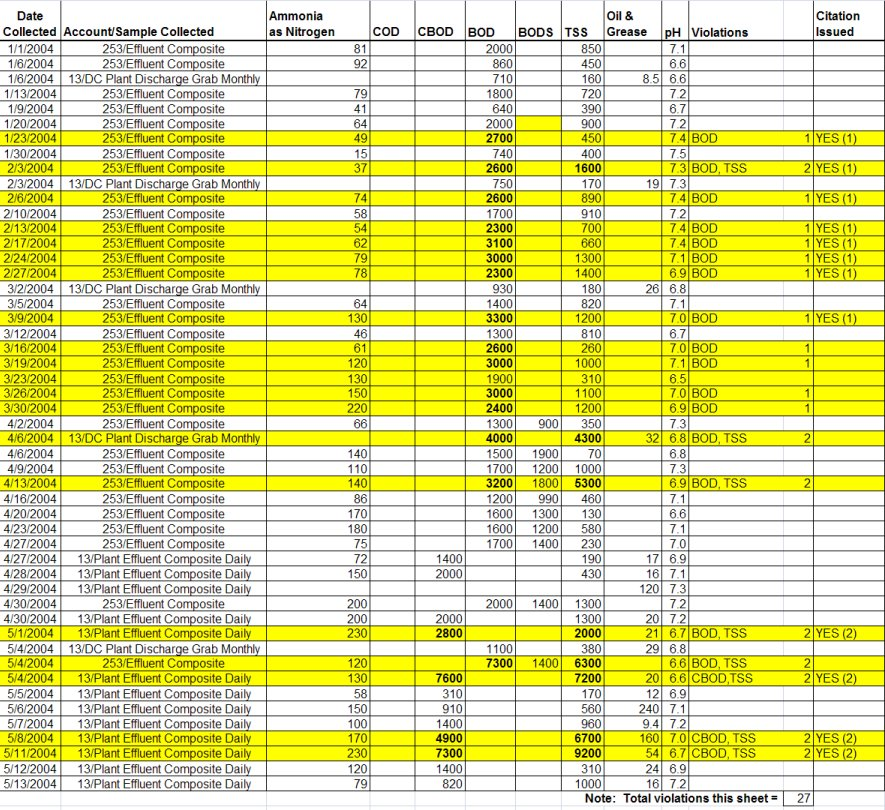 Date Collected Account/Sample Collected Ammonia as Nitrogen COD CBOD BOD BODS TSS Oil & Grease pH Violations Citation Issued
1/1/2004 253/Effluent Composite 81 2000 850 7.1
1/6/2004 253/Effluent Composite 92 860 450 6.6
1/6/2004 13/DC Plant Discharge Grab Monthly 710 160 8.5 6.6
1/13/2004 253/Effluent Composite 79 1800 720 7.2
1/9/2004 253/Effluent Composite 41 640 390 6.7
1/20/2004 253/Effluent Composite 64 2000 900 7.2
1/23/2004 253/Effluent Composite 49 2700 450 7.4 BOD 1 YES (1)
1/30/2004 253/Effluent Composite 15 740 400 7.5
2/3/2004 253/Effluent Composite 37 2600 1600 7.3 BOD, TSS 2 YES (1)
2/3/2004 13/DC Plant Discharge Grab Monthly 750 170 19 7.3
2/6/2004 253/Effluent Composite 74 2600 890 7.4 BOD 1 YES (1)
2/10/2004 253/Effluent Composite 58 1700 910 7.2
2/13/2004 253/Effluent Composite 54 2300 700 7.4 BOD 1 YES (1)
2/17/2004 253/Effluent Composite 62 3100 660 7.4 BOD 1 YES (1)
2/24/2004 253/Effluent Composite 79 3000 1300 7.1 BOD 1 YES (1)
2/27/2004 253/Effluent Composite 78 2300 1400 6.9 BOD 1 YES (1)
3/2/2004 13/DC Plant Discharge Grab Monthly 930 180 26 6.8
3/5/2004 253/Effluent Composite 64 1400 820 7.1
3/9/2004 253/Effluent Composite 130 3300 1200 7.0 BOD 1 YES (1)
3/12/2004 253/Effluent Composite 46 1300 810 6.7
3/16/2004 253/Effluent Composite 61 2600 260 7.0 BOD 1
3/19/2004 253/Effluent Composite 120 3000 1000 7.1 BOD 1
3/23/2004 253/Effluent Composite 130 1900 310 6.5
3/26/2004 253/Effluent Composite 150 3000 1100 7.0 BOD 1
3/30/2004 253/Effluent Composite 220 2400 1200 6.9 BOD 1
4/2/2004 253/Effluent Composite 66 1300 900 350 7.3
4/6/2004 13/DC Plant Discharge Grab Monthly 4000 4300 32 6.8 BOD, TSS 2
4/6/2004 253/Effluent Composite 140 1500 1900 70 6.8
4/9/2004 253/Effluent Composite 110 1700 1200 1000 7.3
4/13/2004 253/Effluent Composite 140 3200 1800 5300 6.9 BOD, TSS 2
4/16/2004 253/Effluent Composite 86 1200 990 460 7.1
4/20/2004 253/Effluent Composite 170 1600 1300 130 6.6
4/23/2004 253/Effluent Composite 180 1600 1200 580 7.1
4/27/2004 253/Effluent Composite 75 1700 1400 230 7.0
4/27/2004 13/Plant Effluent Composite Daily 72 1400 190 17 6.9
4/28/2004 13/Plant Effluent Composite Daily 150 2000 430 16 7.1
4/29/2004 13/Plant Effluent Composite Daily 120 7.3
4/30/2004 253/Effluent Composite 200 2000 1400 1300 7.2
4/30/2004 13/Plant Effluent Composite Daily 200 2000 1300 20 7.2
5/1/2004 13/Plant Effluent Composite Daily 230 2800 2000 21 6.7 BOD, TSS 2 YES (2)
5/4/2004 13/DC Plant Discharge Grab Monthly 1100 380 29 6.8
5/4/2004 253/Effluent Composite 120 7300 1400 6300 6.6 BOD, TSS 2
5/4/2004 13/Plant Effluent Composite Daily 130 7600 7200 20 6.6 CBOD,TSS 2 YES (2)
5/5/2004 13/Plant Effluent Composite Daily 58 310 170 12 6.9
5/6/2004 13/Plant Effluent Composite Daily 150 910 560 240 7.1
5/7/2004 13/Plant Effluent Composite Daily 100 1400 960 9.4 7.2
5/8/2004 13/Plant Effluent Composite Daily 170 4900 6700 160 7.0 CBOD, TSS 2 YES (2)
5/11/2004 13/Plant Effluent Composite Daily 230 7300 9200 54 6.7 CBOD, TSS 2 YES (2)
5/12/2004 13/Plant Effluent Composite Daily 120 1400 310 24 6.9
5/13/2004 13/Plant Effluent Composite Daily 79 820 1000 16 7.2
Note: Total violations this sheet = 27